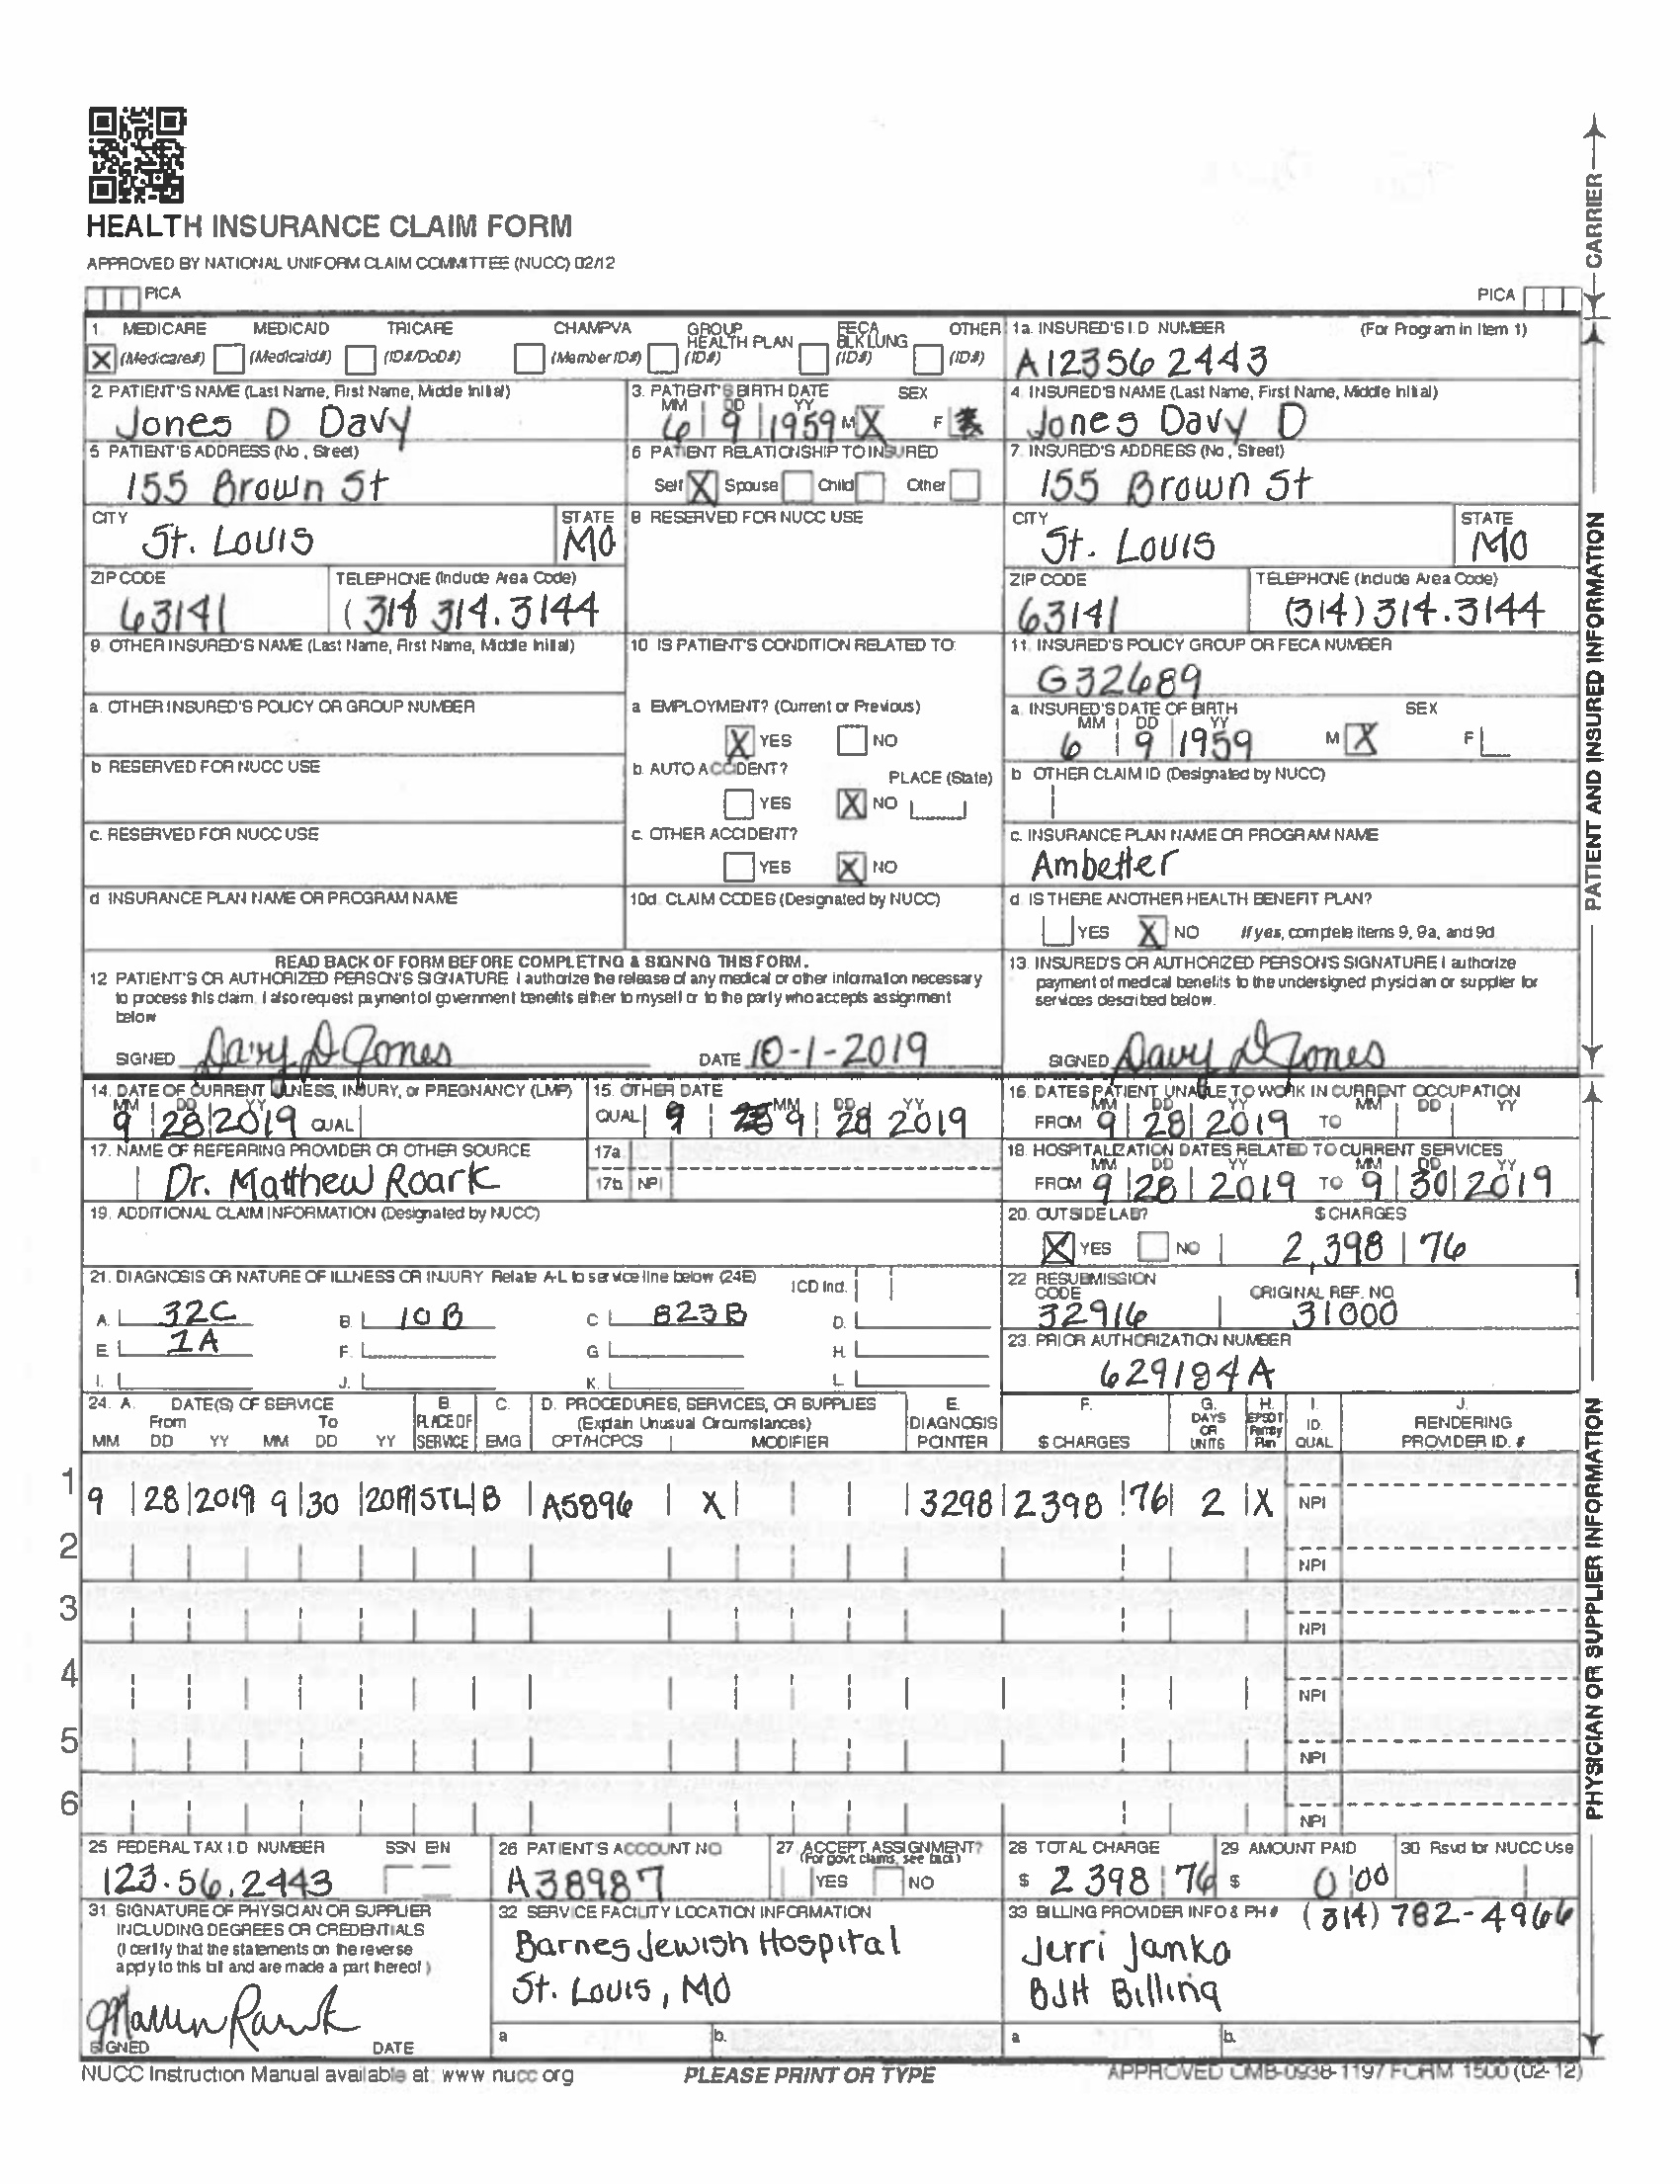 HEALTH INSURANCE CLAIM FORM
APPROVED BY NATIONAL UNIFORM CLAIM COMMITTEE (NUCC) 02/12
PICA
PICA
CARRIER
1. MEDICARE MEDICAID TRICARE CHAMPVA GROUP HEALTH PLAN FECA BLK LUNG OTHER
X (Medicare#) (Medicaid#) (ID#/DoD#) (Member ID#) (ID#) (ID#) (ID#)
1a. INSURED'S I.D. NUMBER (For Program in Item 1)
A12356 2443
2. PATIENT'S NAME (Last Name, First Name, Middle Initial)
Jones D Davy
3. PATIENT'S BIRTH DATE SEX
MM DD YY
6 9 1959 M X F
4. INSURED'S NAME (Last Name, First Name, Middle Initial)
Jones Davy D
5. PATIENT'S ADDRESS (No., Street)
155 Brown St
6. PATIENT RELATIONSHIP TO INSURED
Self X Spouse Child Other
7. INSURED'S ADDRESS (No., Street)
155 Brown St
CITY STATE
St. Louis MO
8. RESERVED FOR NUCC USE
CITY STATE
St. Louis MO
ZIP CODE TELEPHONE (Include Area Code)
63141 (314 314.3144
ZIP CODE TELEPHONE (Include Area Code)
63141 (314) 314.3144
9. OTHER INSURED'S NAME (Last Name, First Name, Middle Initial)
10. IS PATIENT'S CONDITION RELATED TO:
11. INSURED'S POLICY GROUP OR FECA NUMBER
G32689
a. OTHER INSURED'S POLICY OR GROUP NUMBER
a. EMPLOYMENT? (Current or Previous)
X YES NO
a. INSURED'S DATE OF BIRTH SEX
MM DD YY
6 9 1959 M X F
b. RESERVED FOR NUCC USE
b. AUTO ACCIDENT? PLACE (State)
YES X NO
b. OTHER CLAIM ID (Designated by NUCC)
c. RESERVED FOR NUCC USE
c. OTHER ACCIDENT?
YES X NO
c. INSURANCE PLAN NAME OR PROGRAM NAME
Ambetter
d. INSURANCE PLAN NAME OR PROGRAM NAME
10d. CLAIM CODES (Designated by NUCC)
d. IS THERE ANOTHER HEALTH BENEFIT PLAN?
YES X NO If yes, complete items 9, 9a, and 9d
READ BACK OF FORM BEFORE COMPLETING & SIGNING THIS FORM.
12. PATIENT'S OR AUTHORIZED PERSON'S SIGNATURE I authorize the release of any medical or other information necessary
to process this claim. I also request payment of government benefits either to myself or to the party who accepts assignment
below
SIGNED Davy D Jones DATE 10-1-2019
13. INSURED'S OR AUTHORIZED PERSON'S SIGNATURE I authorize
payment of medical benefits to the undersigned physician or supplier for
services described below.
SIGNED Davy D Jones
PATIENT AND INSURED INFORMATION
14. DATE OF CURRENT ILLNESS, INJURY, or PREGNANCY (LMP)
MM DD YY
9 28 2019 QUAL
15. OTHER DATE
MM DD YY
QUAL 9 28 9 28 2019
16. DATES PATIENT UNABLE TO WORK IN CURRENT OCCUPATION
MM DD YY MM DD YY
FROM 9 28 2019 TO
17. NAME OF REFERRING PROVIDER OR OTHER SOURCE
Dr. Matthew Roark
17a.
17b. NPI
18. HOSPITALIZATION DATES RELATED TO CURRENT SERVICES
MM DD YY MM DD YY
FROM 9 28 2019 TO 9 30 2019
19. ADDITIONAL CLAIM INFORMATION (Designated by NUCC)
20. OUTSIDE LAB? $ CHARGES
X YES NO 2,398 76
21. DIAGNOSIS OR NATURE OF ILLNESS OR INJURY Relate A-L to service line below (24E) ICD Ind.
A. 32C B. 10B C. 823B D.
E. 1A F. G. H.
I. J. K. L.
22. RESUBMISSION CODE ORIGINAL REF. NO.
32916 31000
23. PRIOR AUTHORIZATION NUMBER
629184A
24. A. DATE(S) OF SERVICE B. C. D. PROCEDURES, SERVICES, OR SUPPLIES E. F. G. H. I. J.
From To PLACE OF (Explain Unusual Circumstances) DIAGNOSIS DAYS OR EPSDT Family ID. RENDERING
MM DD YY MM DD YY SERVICE EMG CPT/HCPCS MODIFIER POINTER $ CHARGES UNITS Plan QUAL. PROVIDER ID. #
1 9 28 2019 9 30 2019 STL B A5896 X 3298 2398 76 2 X NPI
2 NPI
3 NPI
4 NPI
5 NPI
6 NPI
25. FEDERAL TAX I.D. NUMBER SSN EIN
123.56.2443
26. PATIENT'S ACCOUNT NO.
A38987
27. ACCEPT ASSIGNMENT?
(For govt. claims, see back)
YES NO
28. TOTAL CHARGE
$ 2398 76
29. AMOUNT PAID
$ 0 00
30. Rsvd for NUCC Use
31. SIGNATURE OF PHYSICIAN OR SUPPLIER
INCLUDING DEGREES OR CREDENTIALS
(I certify that the statements on the reverse
apply to this bill and are made a part thereof.)
SIGNED DATE
32. SERVICE FACILITY LOCATION INFORMATION
Barnes Jewish Hospital
St. Louis, MO
a. b.
33. BILLING PROVIDER INFO & PH # (314) 782-4966
Jerri Janko
BJH Billing
a. b.
PHYSICIAN OR SUPPLIER INFORMATION
NUCC Instruction Manual available at: www.nucc.org
PLEASE PRINT OR TYPE
APPROVED OMB-0938-1197 FORM 1500 (02-12)